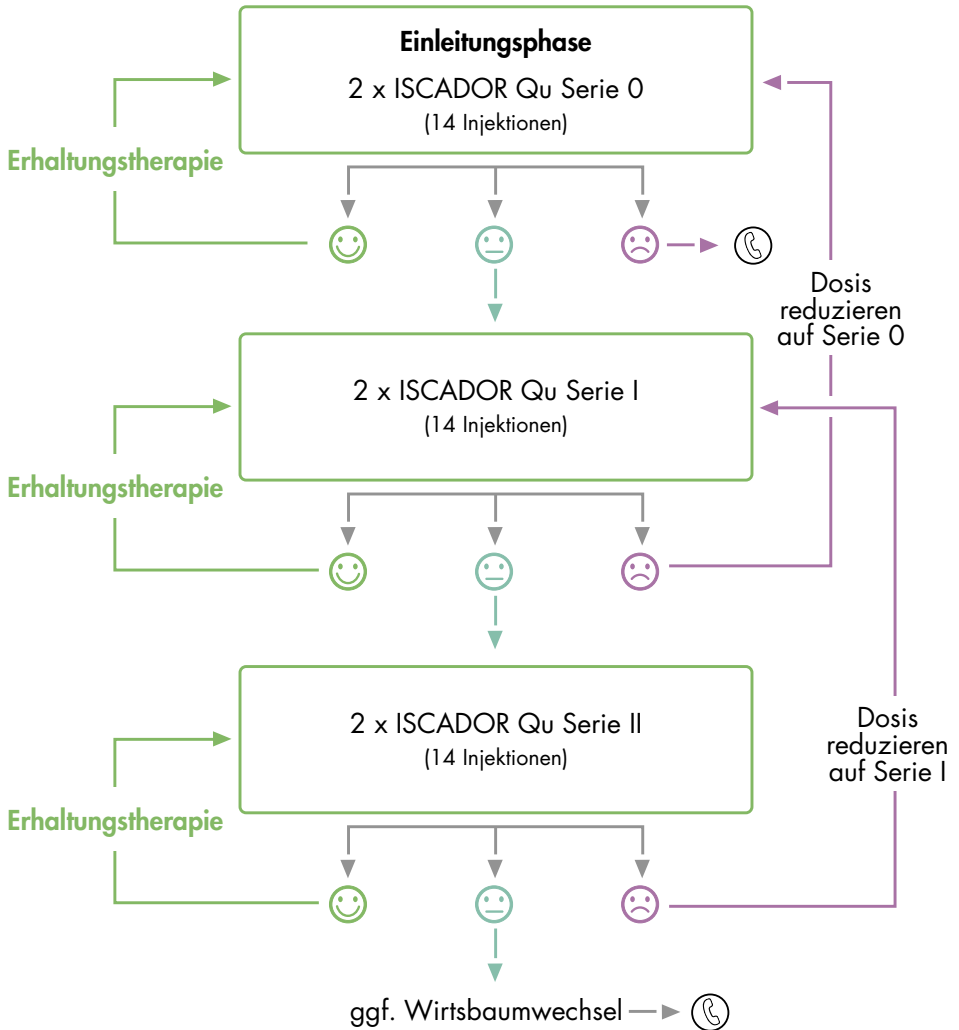 Einleitungsphase
2 x ISCADOR Qu Serie 0
(14 Injektionen)
Erhaltungstherapie
Dosis
reduzieren
auf Serie 0
2 x ISCADOR Qu Serie I
(14 Injektionen)
Erhaltungstherapie
2 x ISCADOR Qu Serie II
(14 Injektionen)
Dosis
reduzieren
auf Serie I
Erhaltungstherapie
ggf. Wirtsbaumwechsel